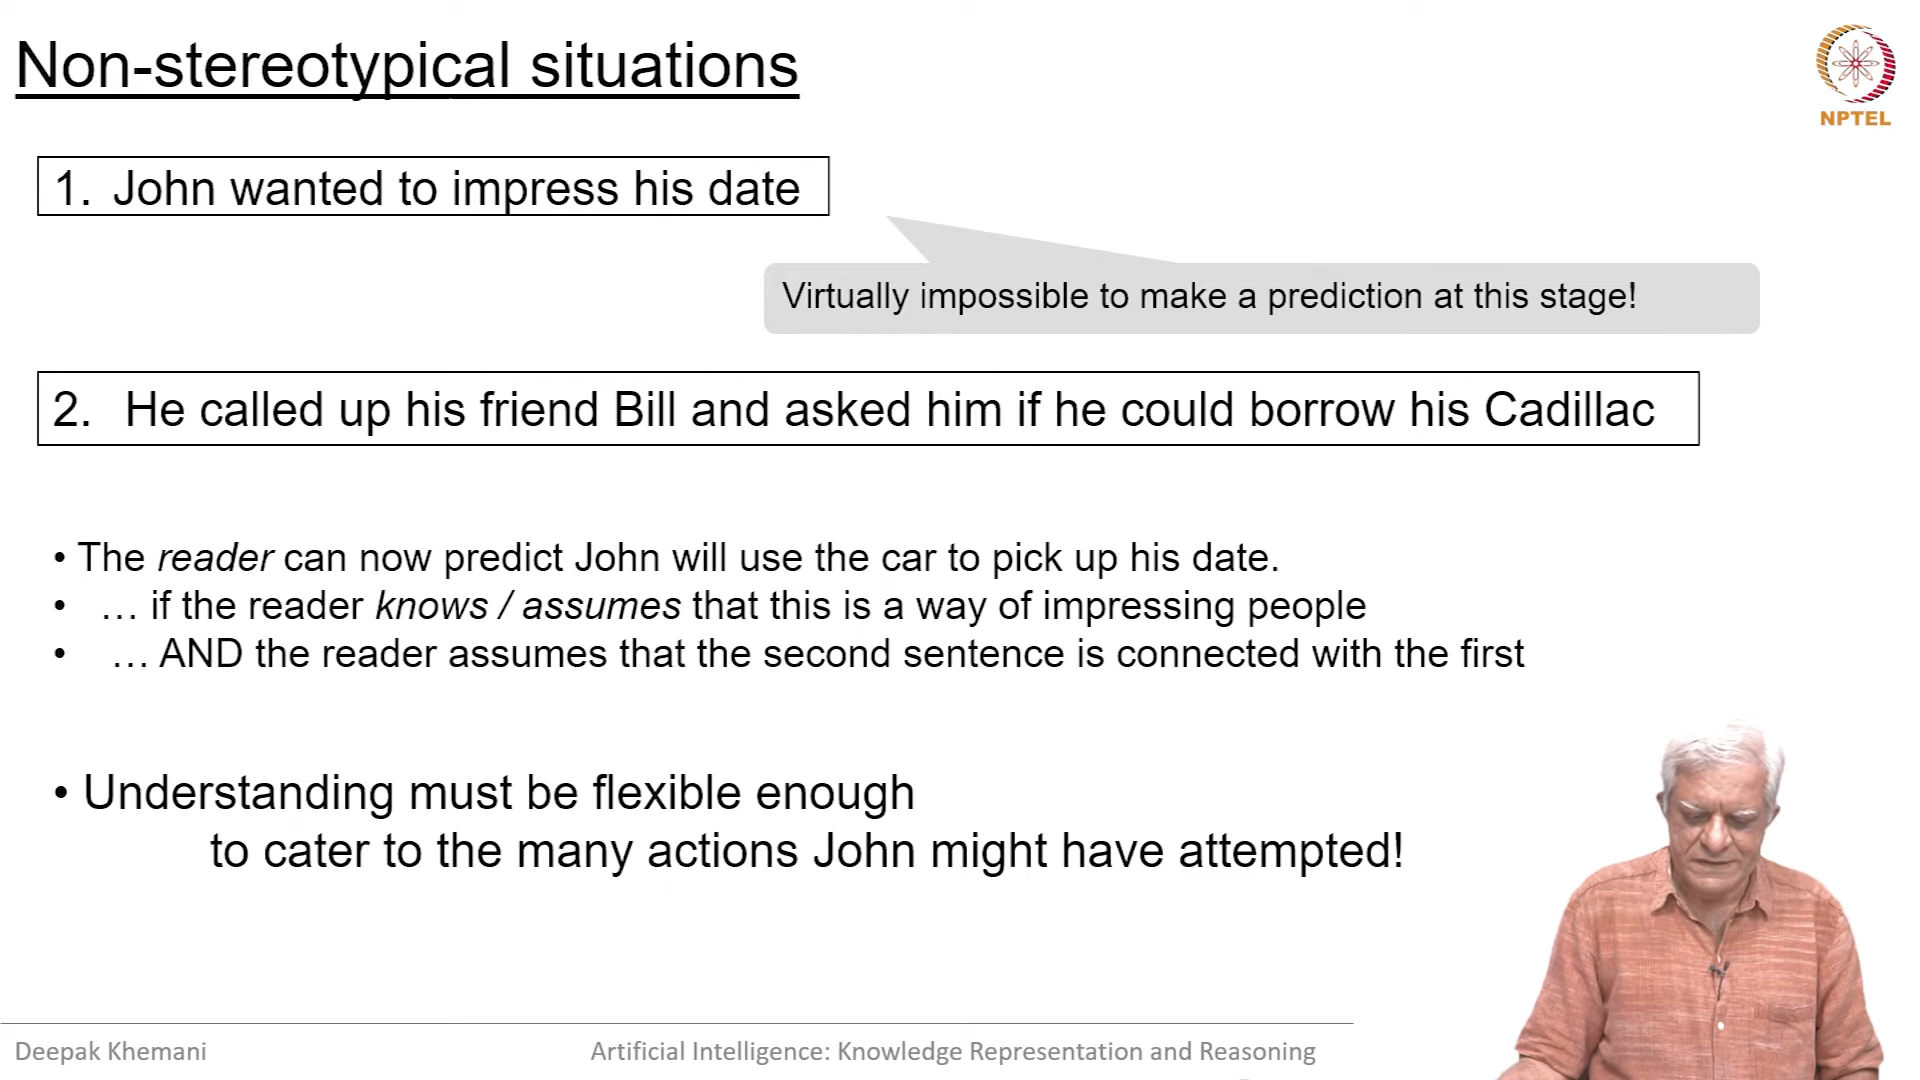 Non-stereotypical situations
NPTEL
1. John wanted to impress his date
Virtually impossible to make a prediction at this stage!
2. He called up his friend Bill and asked him if he could borrow his Cadillac
• The reader can now predict John will use the car to pick up his date.
• … if the reader knows / assumes that this is a way of impressing people
• … AND the reader assumes that the second sentence is connected with the first
• Understanding must be flexible enough
to cater to the many actions John might have attempted!
Deepak Khemani
Artificial Intelligence: Knowledge Representation and Reasoning